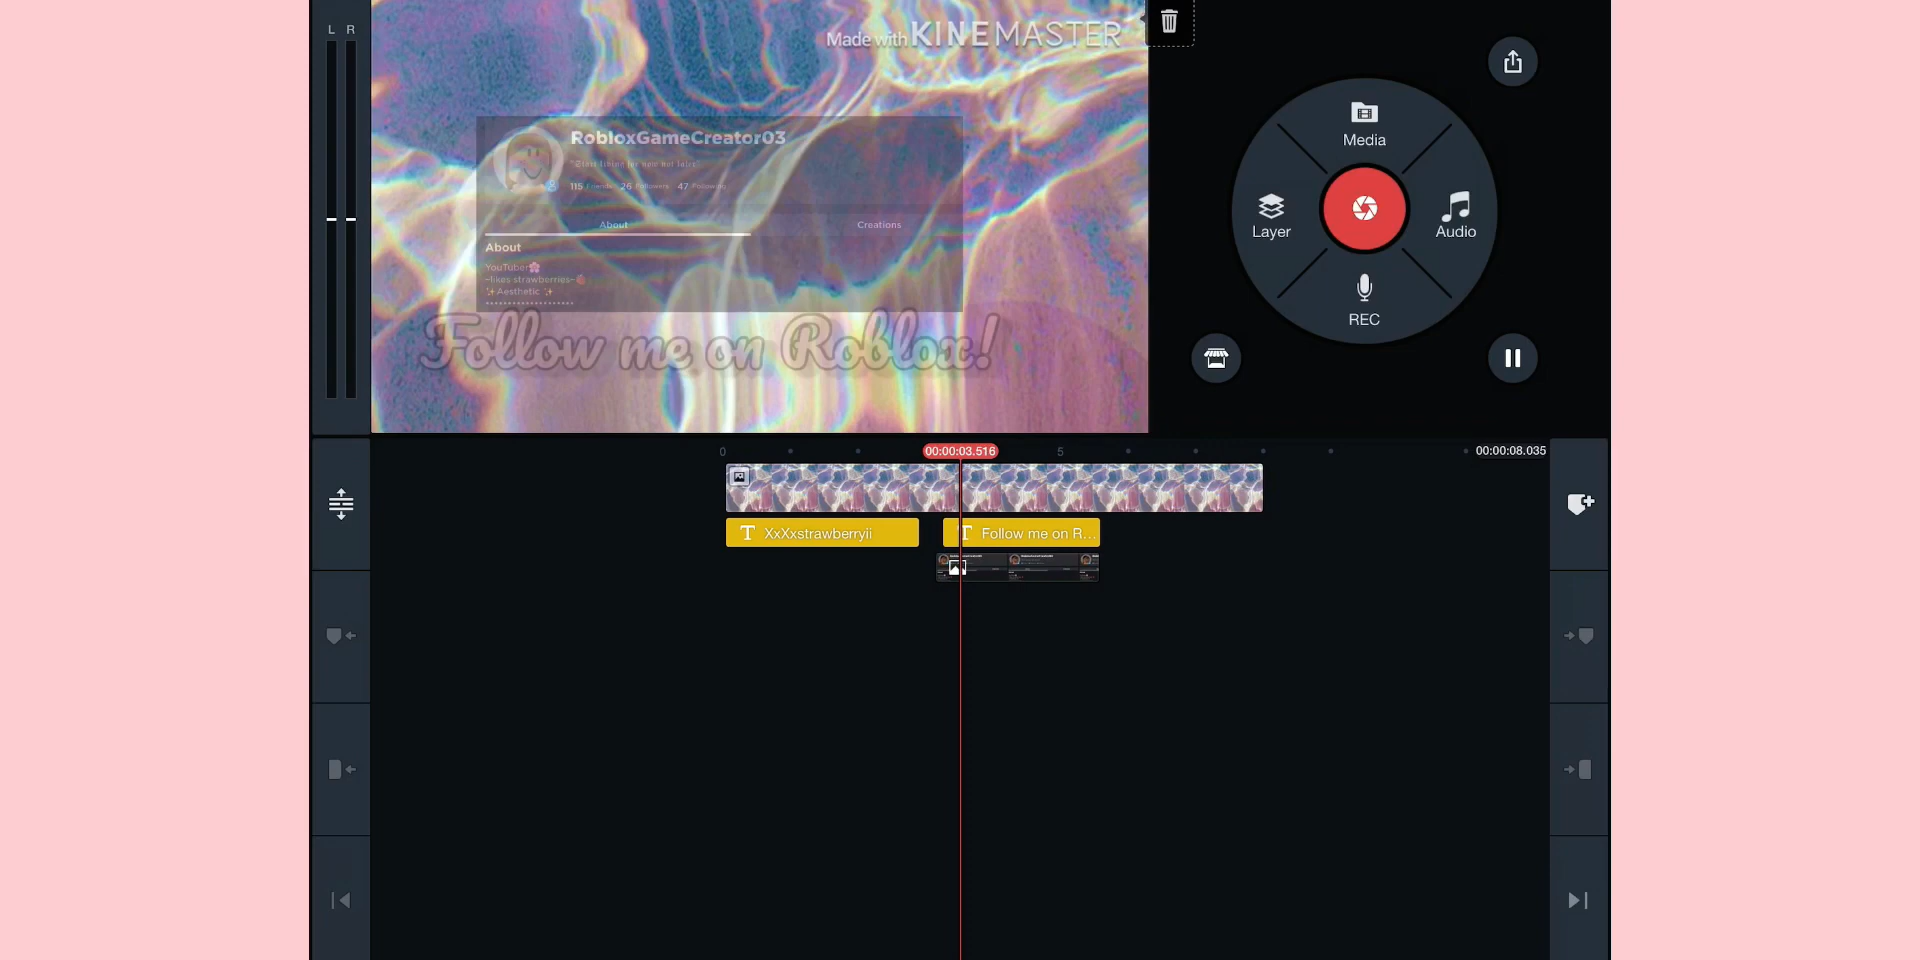 L R
Made with KINEMASTER
RobloxGameCreator03
115 Friends 26 Followers 47 Following
About Creations
About
YouTuber🌸
~likes strawberries~🍓
✨Aesthetic ✨
Follow me on Roblox!
Media
Layer
Audio
REC
0 00:00:03.516 5 00:00:08.035
T XxXxstrawberryii
T Follow me on R...